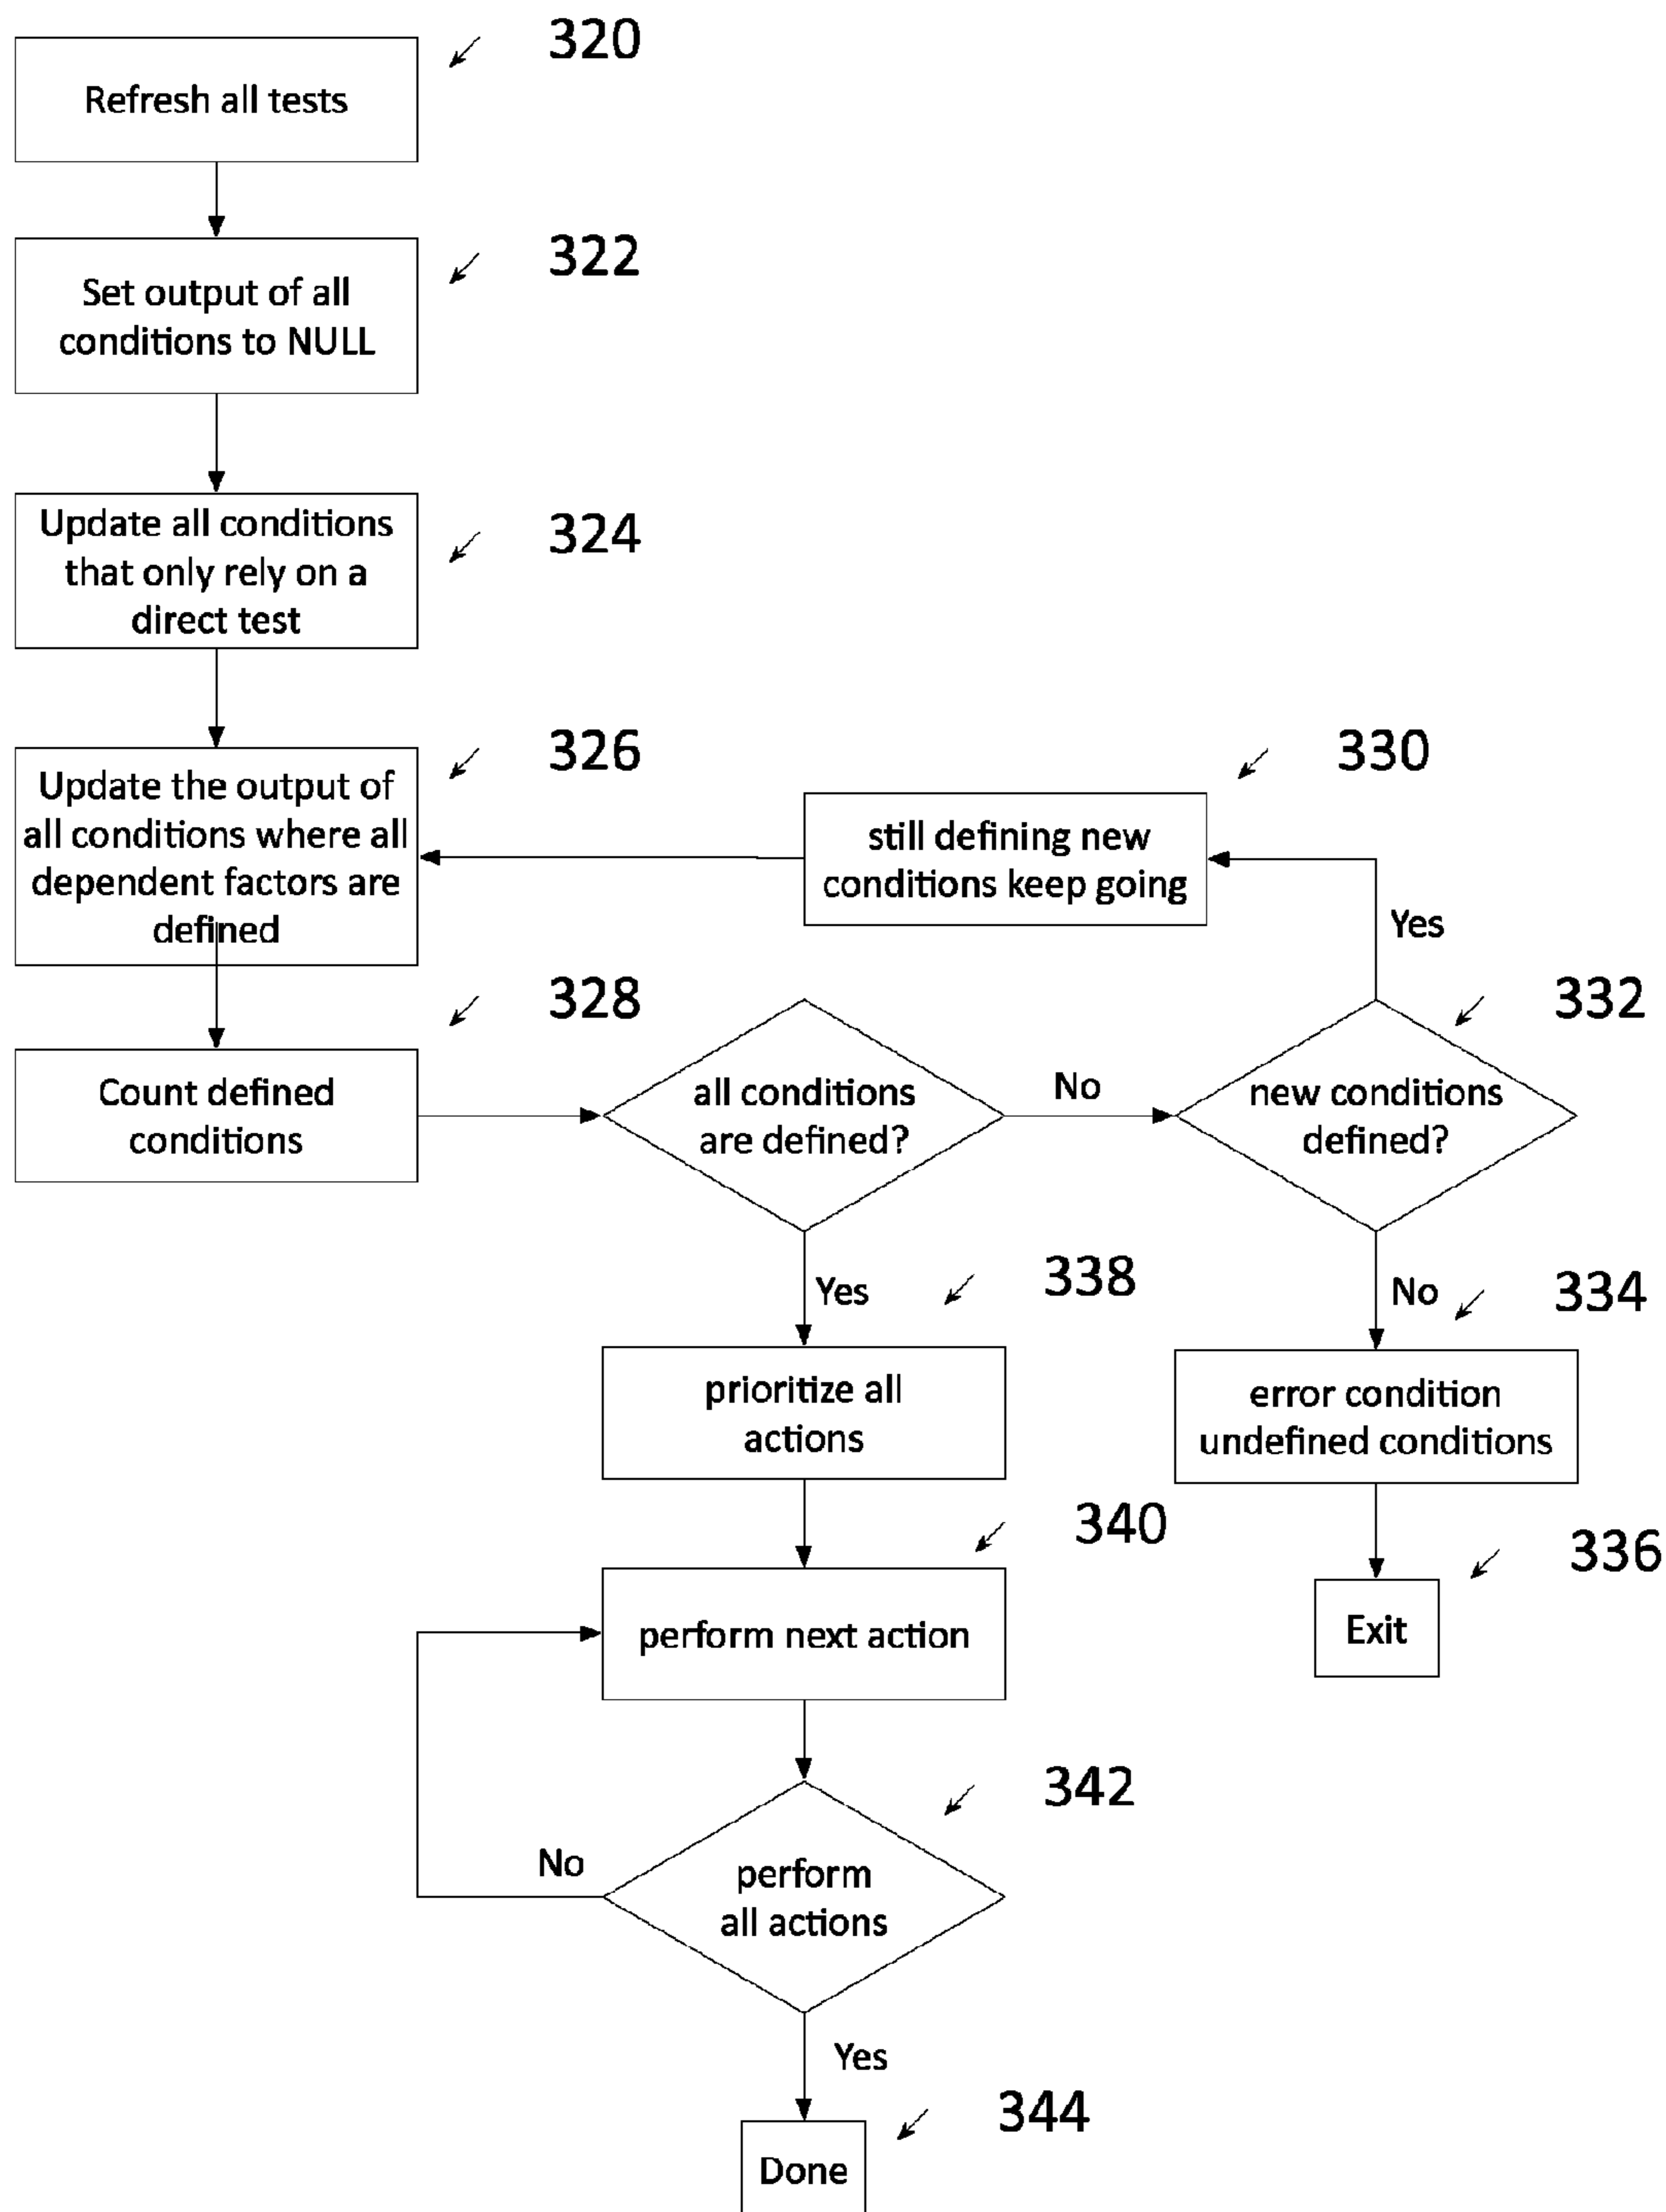 320
Refresh all tests
322
Set output of all
conditions to NULL
324
Update all conditions
that only rely on a
direct test
326
Update the output of
all conditions where all
dependent factors are
defined
330
still defining new
conditions keep going
Yes
328
Count defined
conditions
all conditions
are defined?
No
332
new conditions
defined?
Yes
338
prioritize all
actions
No
334
error condition
undefined conditions
340
perform next action
336
Exit
342
perform
all actions
No
Yes
344
Done